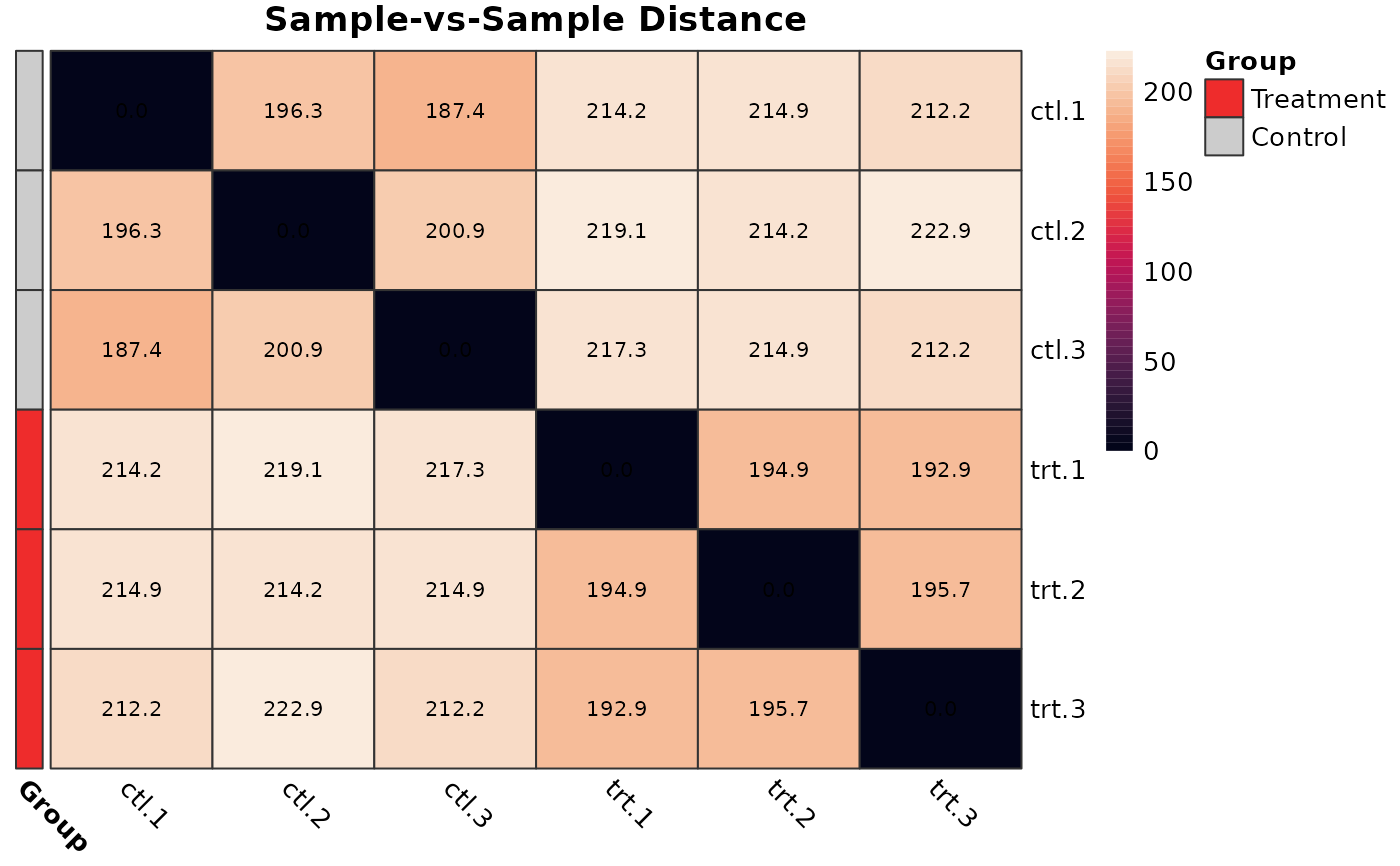 Sample-vs-Sample Distance
0.0 196.3 187.4 214.2 214.9 212.2 ctl.1
196.3 0.0 200.9 219.1 214.2 222.9 ctl.2
187.4 200.9 0.0 217.3 214.9 212.2 ctl.3
214.2 219.1 217.3 0.0 194.9 192.9 trt.1
214.9 214.2 214.9 194.9 0.0 195.7 trt.2
212.2 222.9 212.2 192.9 195.7 0.0 trt.3
Group ctl.1 ctl.2 ctl.3 trt.1 trt.2 trt.3
200
150
100
50
0
Group
Treatment
Control